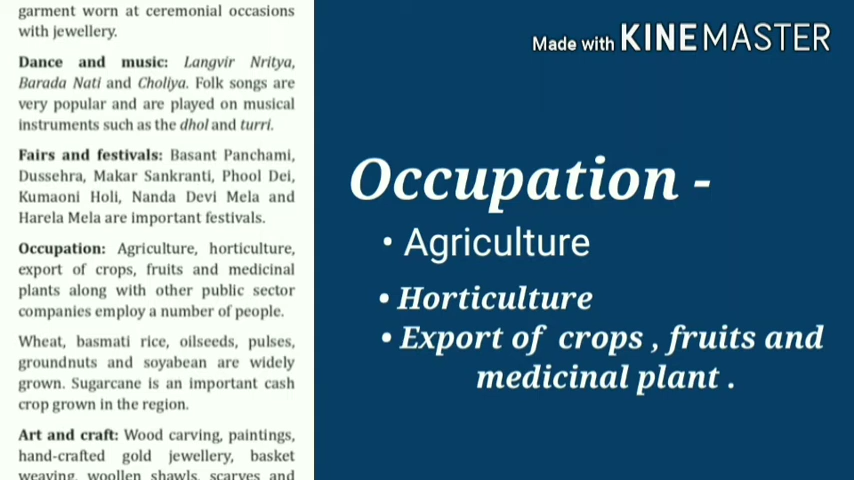 garment worn at ceremonial occasions
with jewellery.
Dance and music: Langvir Nritya,
Barada Nati and Choliya. Folk songs are
very popular and are played on musical
instruments such as the dhol and turri.
Fairs and festivals: Basant Panchami,
Dussehra, Makar Sankranti, Phool Dei,
Kumaoni Holi, Nanda Devi Mela and
Harela Mela are important festivals.
Occupation: Agriculture, horticulture,
export of crops, fruits and medicinal
plants along with other public sector
companies employ a number of people.
Wheat, basmati rice, oilseeds, pulses,
groundnuts and soyabean are widely
grown. Sugarcane is an important cash
crop grown in the region.
Art and craft: Wood carving, paintings,
hand-crafted gold jewellery, basket
weaving, woollen shawls, scarves and
Made with KINEMASTER
Occupation -
• Agriculture
• Horticulture
• Export of crops , fruits and
medicinal plant .